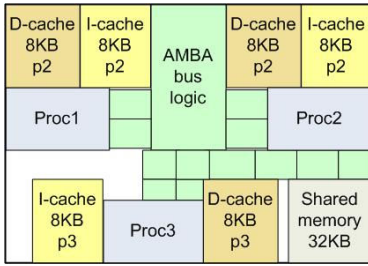 D-cache
8KB
p2
I-cache
8KB
p2
AMBA
bus
logic
D-cache
8KB
p2
I-cache
8KB
p2
Proc1
Proc2
I-cache
8KB
p3
Proc3
D-cache
8KB
p3
Shared
memory
32KB